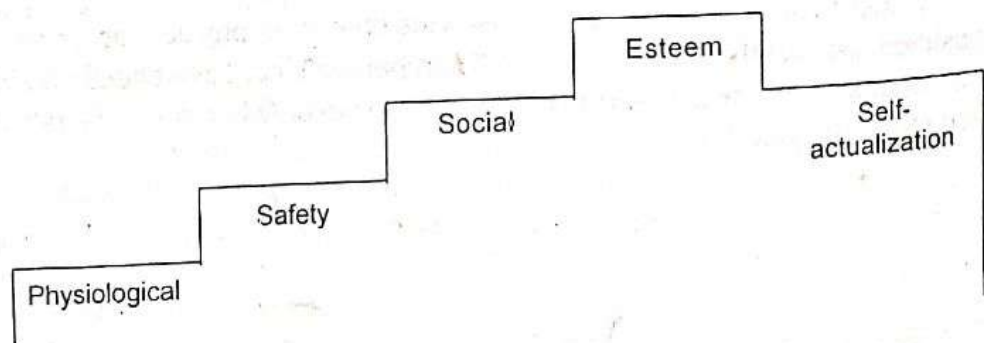 Esteem
Social
Self-
actualization
Safety
Physiological